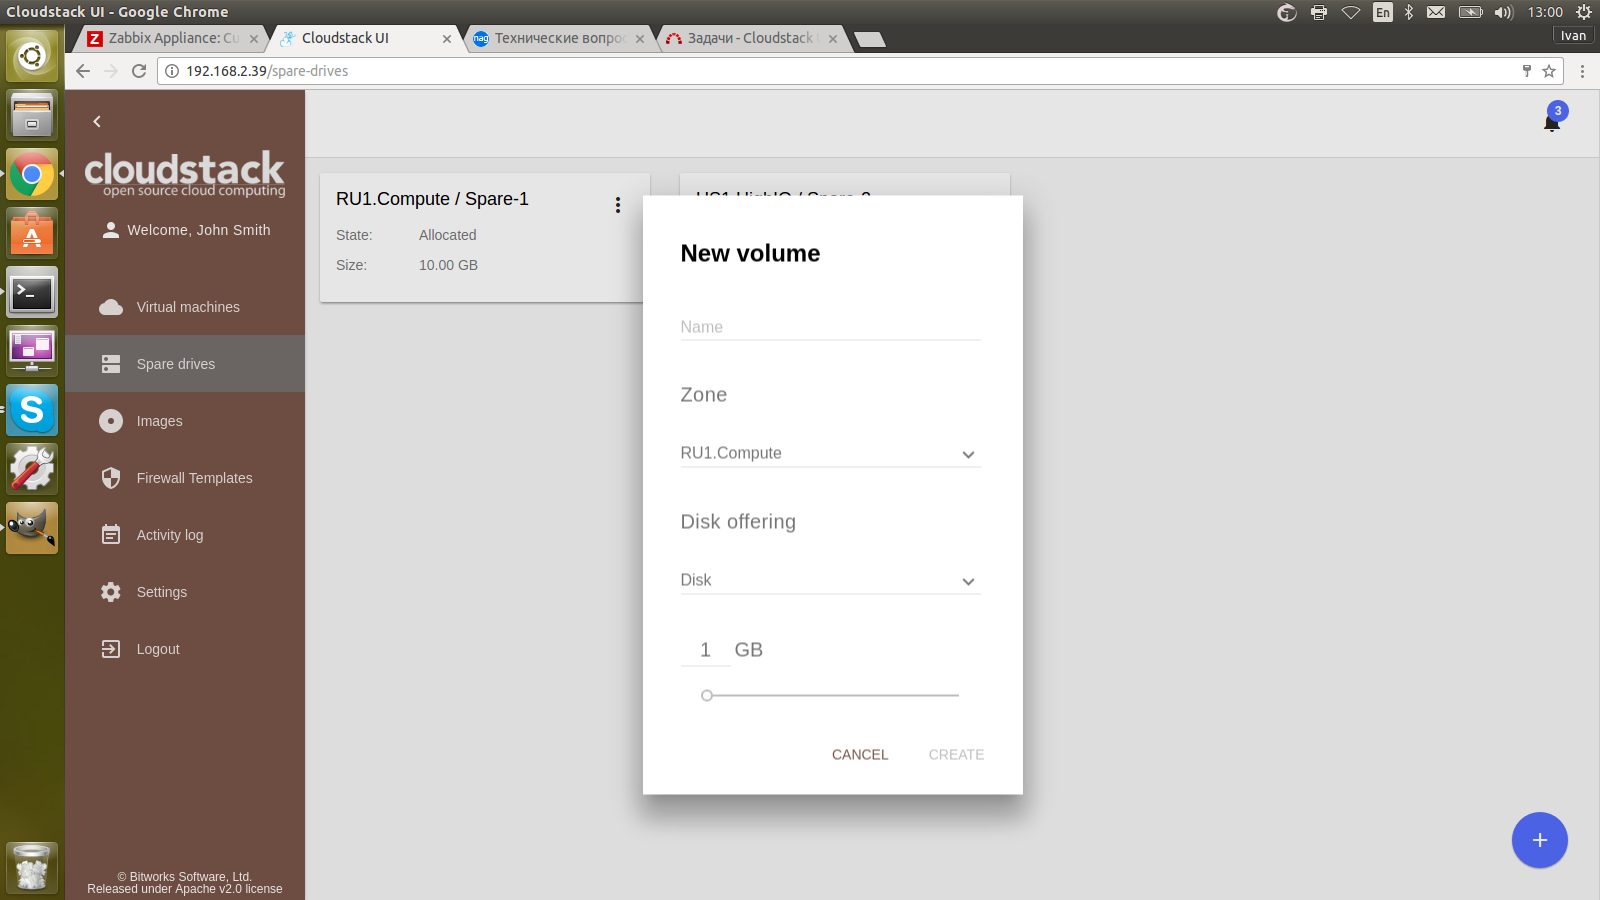 Cloudstack UI - Google Chrome
En
13:00
Zabbix Appliance: Cu
Cloudstack UI
nag
Технические вопрос
Задачи - Cloudstack
Ivan
192.168.2.39/spare-drives
3
cloudstack
open source cloud computing
Welcome, John Smith
Virtual machines
Spare drives
Images
Firewall Templates
Activity log
Settings
Logout
© Bitworks Software, Ltd.
Released under Apache v2.0 license
RU1.Compute / Spare-1
State: Allocated
Size: 10.00 GB
New volume
Name
Zone
RU1.Compute
Disk offering
Disk
1 GB
CANCEL CREATE